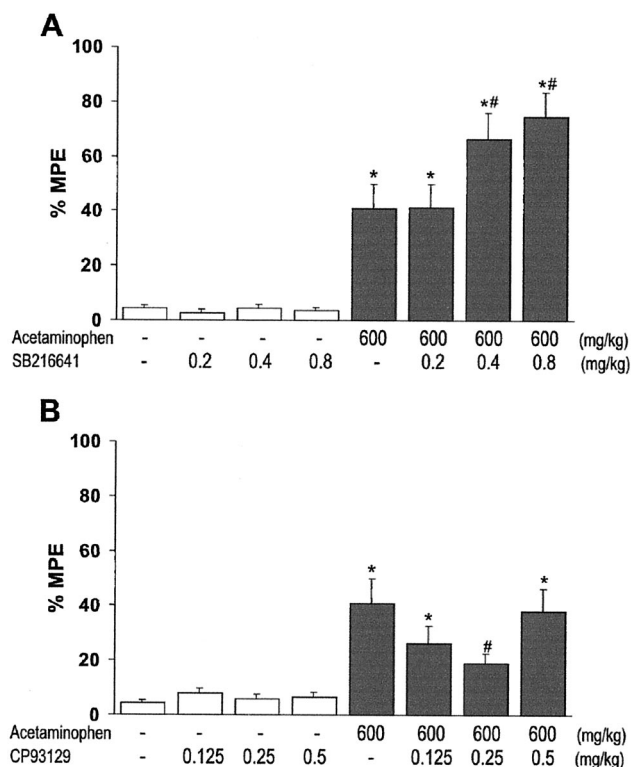 A
100
80
60
40
20
0
% MPE
* * *# *#
Acetaminophen - - - - 600 600 600 600 (mg/kg)
SB216641 - 0.2 0.4 0.8 - 0.2 0.4 0.8 (mg/kg)
B
100
80
60
40
20
0
% MPE
* * # *
Acetaminophen - - - - 600 600 600 600 (mg/kg)
CP93129 - 0.125 0.25 0.5 - 0.125 0.25 0.5 (mg/kg)